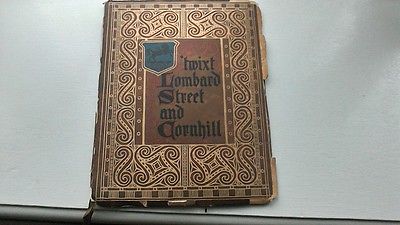 'twixt
Lombard
Street
and
Cornhill